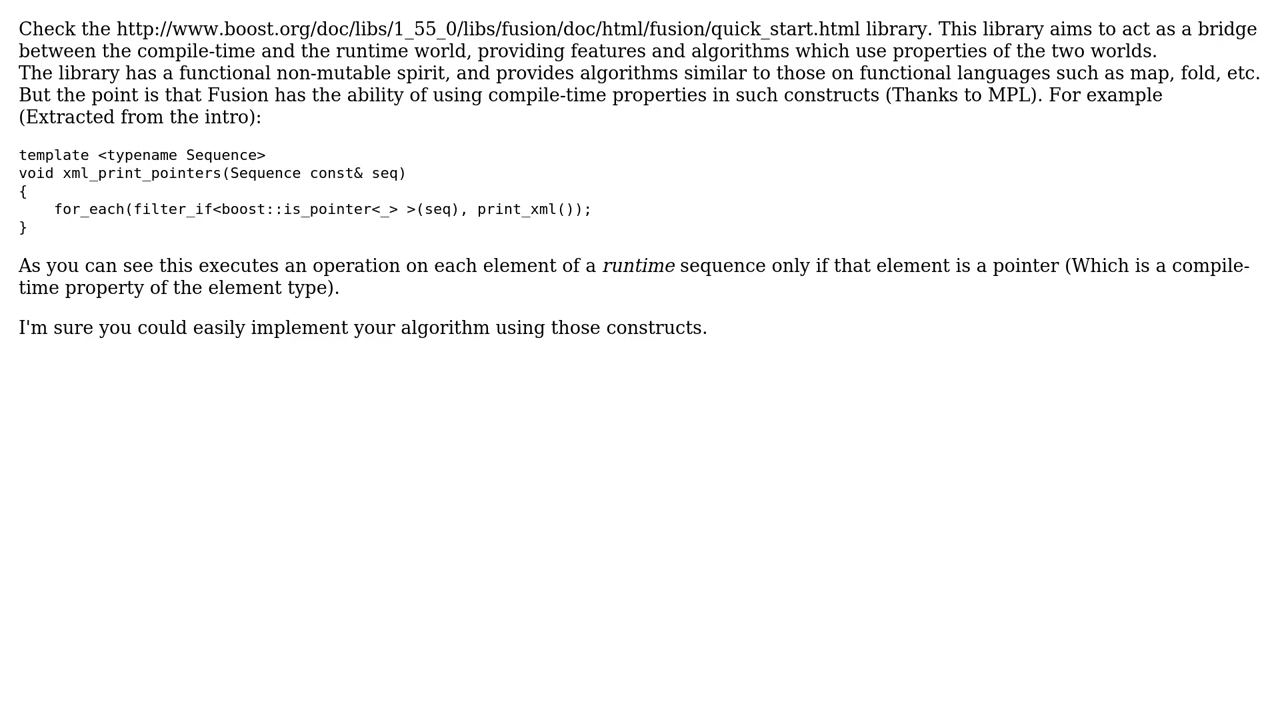 Check the http://www.boost.org/doc/libs/1_55_0/libs/fusion/doc/html/fusion/quick_start.html library. This library aims to act as a bridge
between the compile-time and the runtime world, providing features and algorithms which use properties of the two worlds.
The library has a functional non-mutable spirit, and provides algorithms similar to those on functional languages such as map, fold, etc.
But the point is that Fusion has the ability of using compile-time properties in such constructs (Thanks to MPL). For example
(Extracted from the intro):
template <typename Sequence>
void xml_print_pointers(Sequence const& seq)
{
    for_each(filter_if<boost::is_pointer<_> >(seq), print_xml());
}
As you can see this executes an operation on each element of a runtime sequence only if that element is a pointer (Which is a compile-
time property of the element type).
I'm sure you could easily implement your algorithm using those constructs.